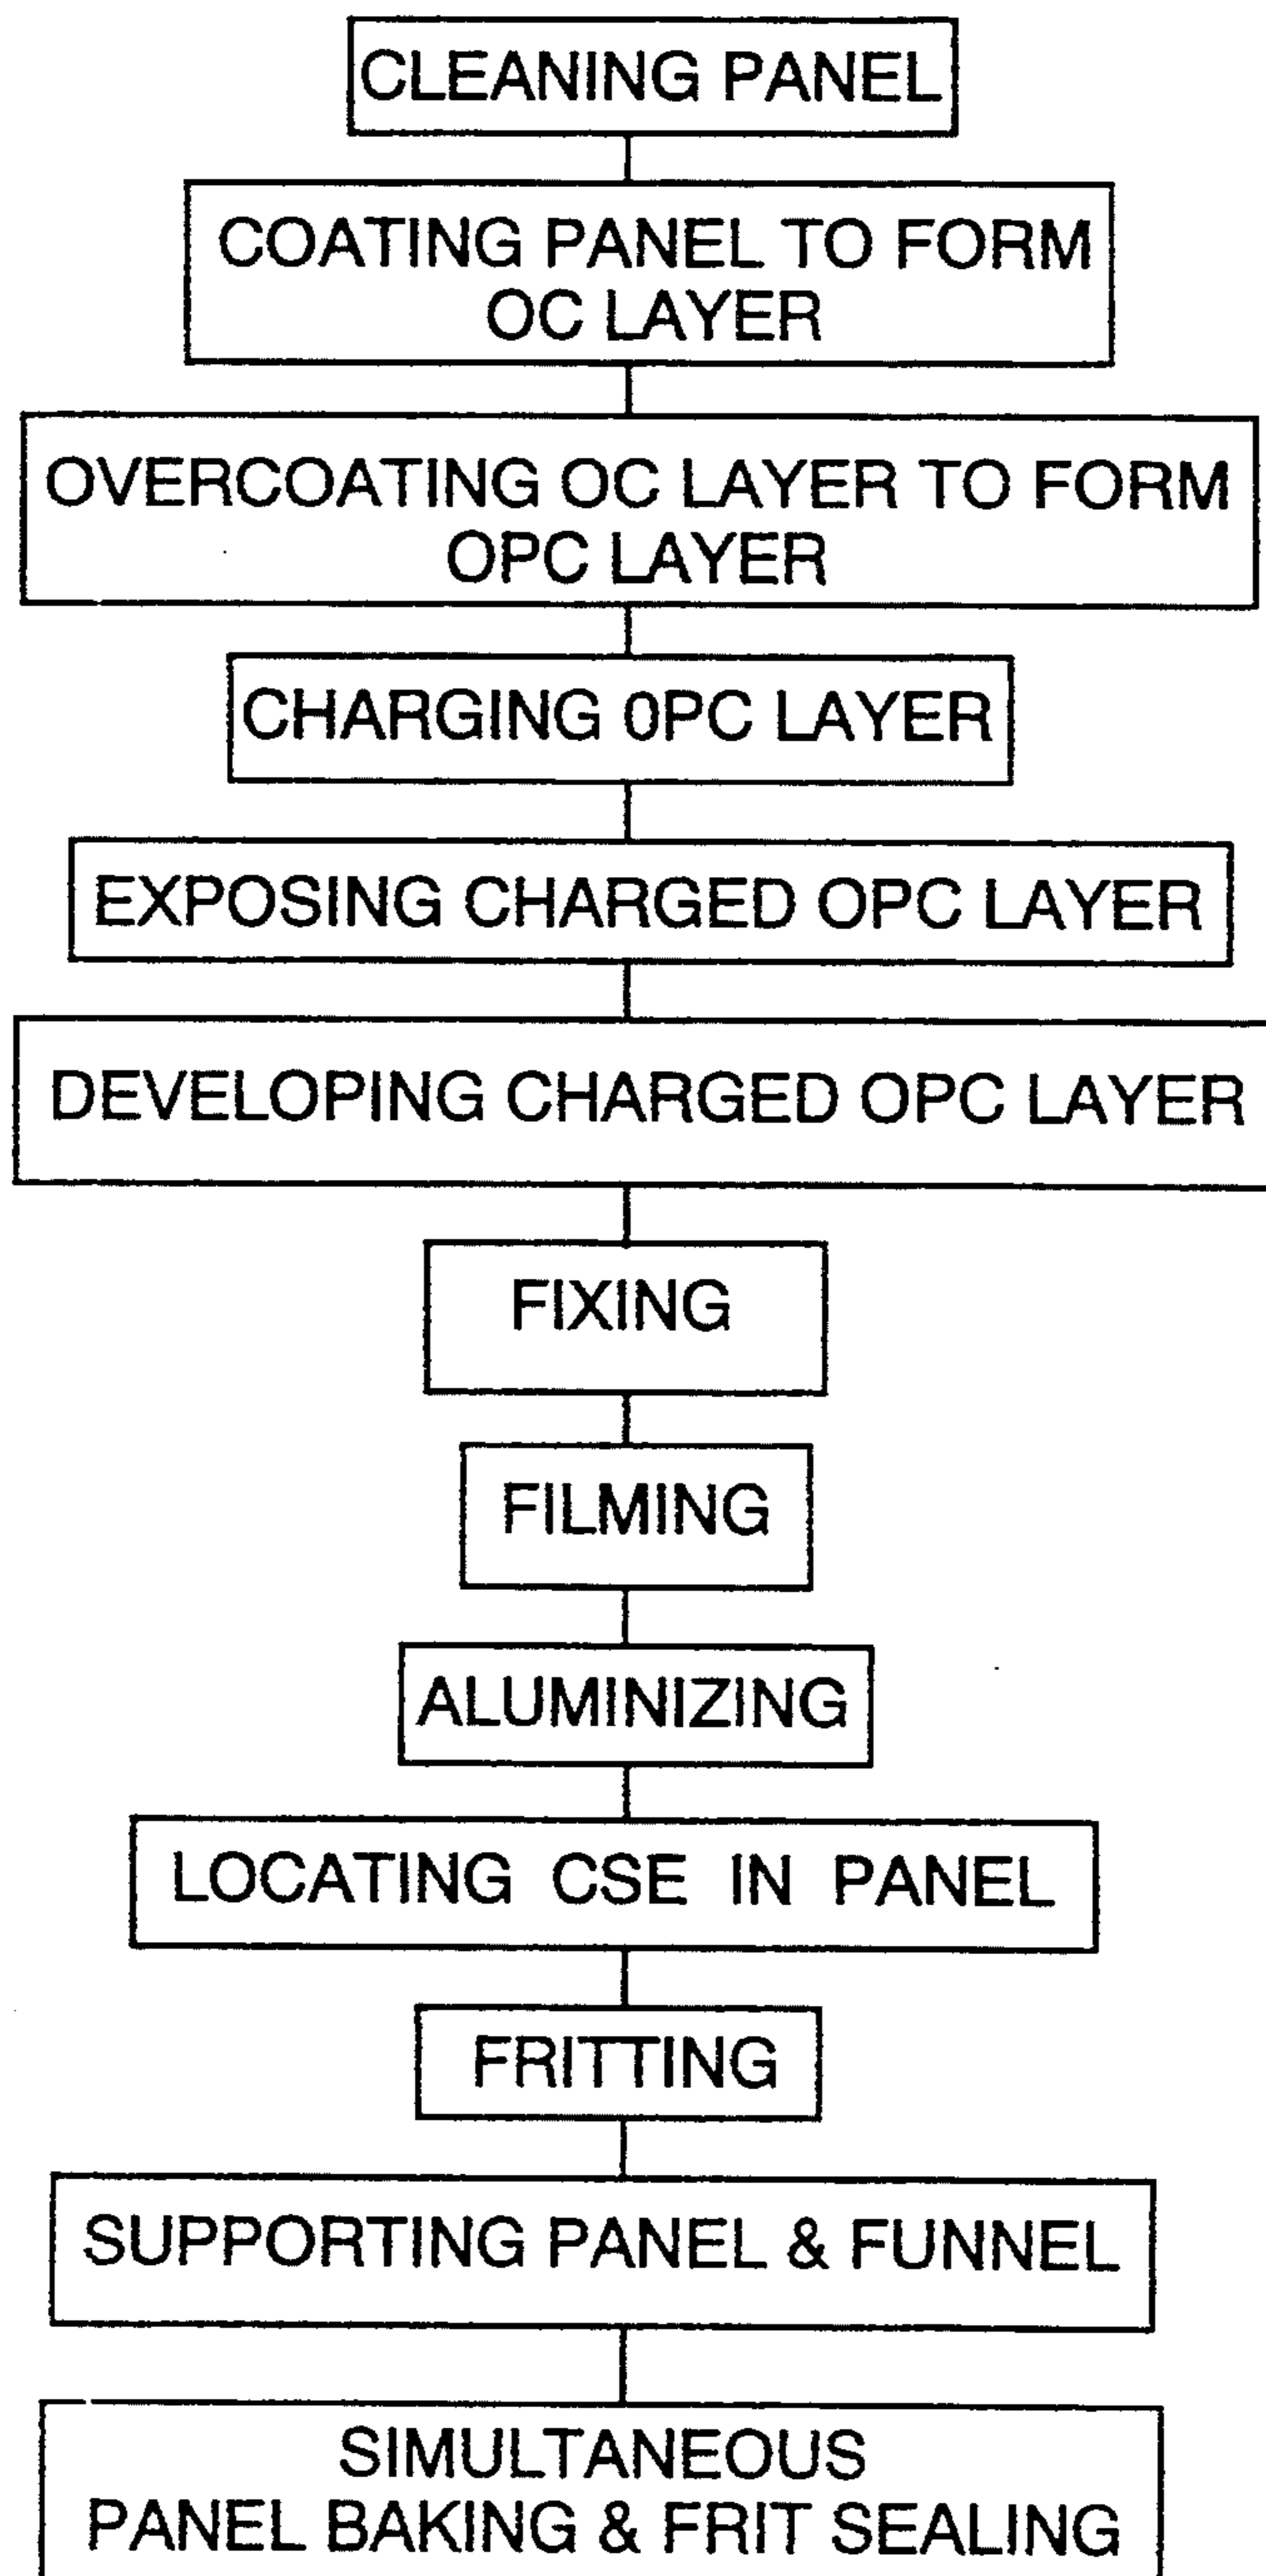 CLEANING PANEL
COATING PANEL TO FORM
OC LAYER
OVERCOATING OC LAYER TO FORM
OPC LAYER
CHARGING 0PC LAYER
EXPOSING CHARGED OPC LAYER
DEVELOPING CHARGED OPC LAYER
FIXING
FILMING
ALUMINIZING
LOCATING CSE IN PANEL
FRITTING
SUPPORTING PANEL & FUNNEL
SIMULTANEOUS
PANEL BAKING & FRIT SEALING